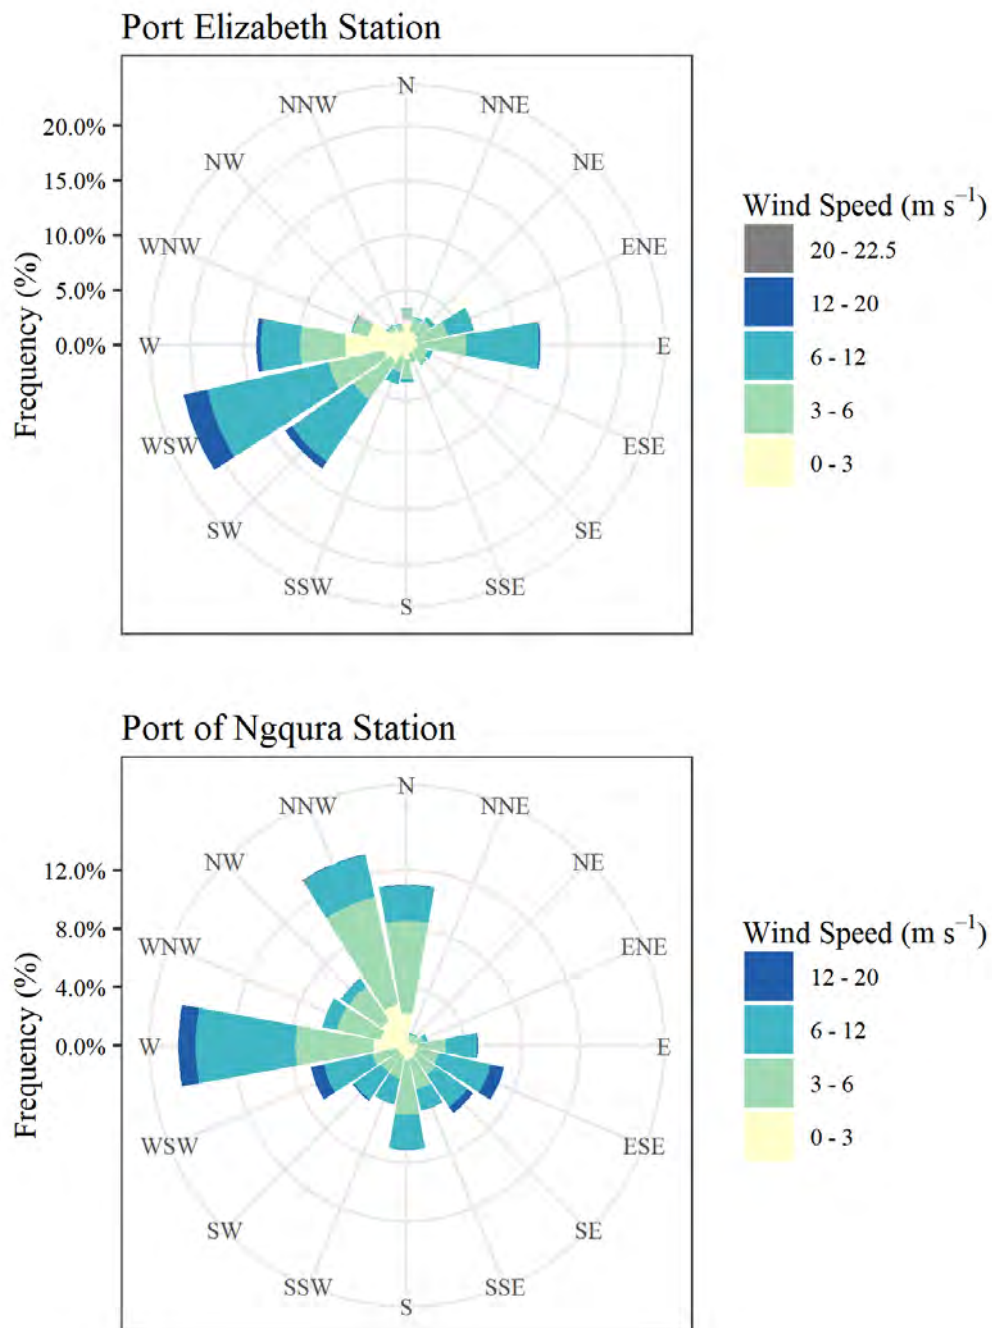 Port Elizabeth Station
N
NNW
NNE
20.0%
NW
NE
15.0%
10.0%
WNW
ENE
5.0%
0.0%
W
E
Frequency (%)
WSW
ESE
SW
SE
SSW
SSE
S
Wind Speed (m s⁻¹)
20 - 22.5
12 - 20
6 - 12
3 - 6
0 - 3
Port of Ngqura Station
N
NNW
NNE
12.0%
NW
NE
8.0%
WNW
ENE
4.0%
0.0%
W
E
Frequency (%)
WSW
ESE
SW
SE
SSW
SSE
S
Wind Speed (m s⁻¹)
12 - 20
6 - 12
3 - 6
0 - 3